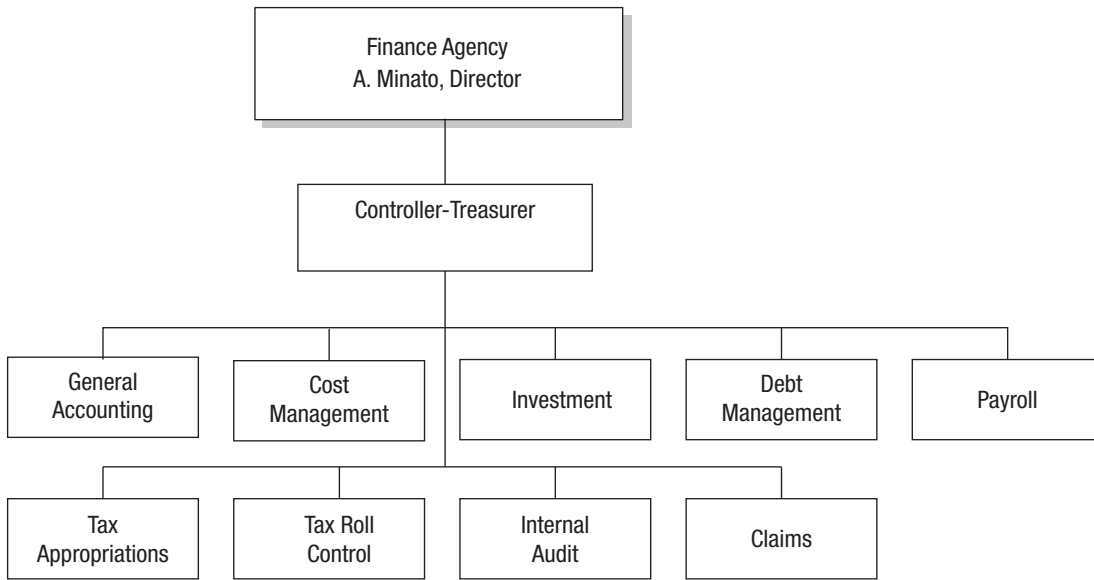 Finance Agency
A. Minato, Director
Controller-Treasurer
General
Accounting
Cost
Management
Investment
Debt
Management
Payroll
Tax
Appropriations
Tax Roll
Control
Internal
Audit
Claims